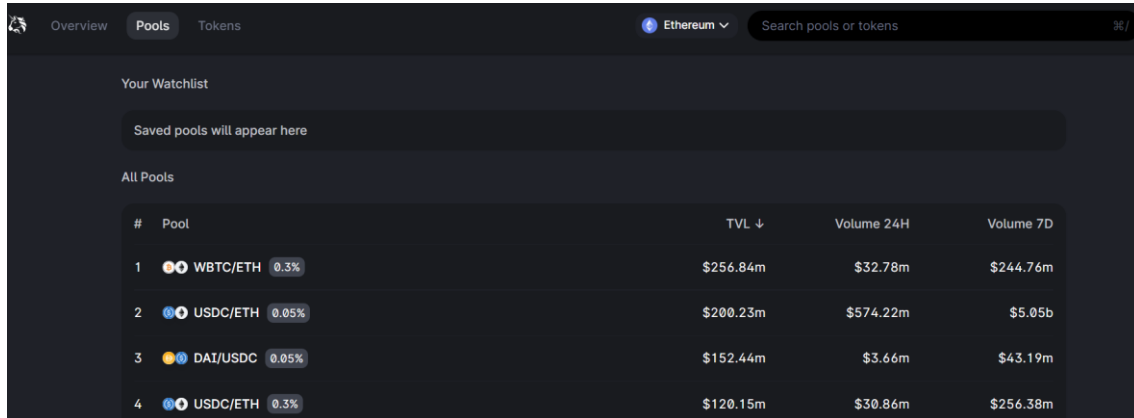 Overview Pools Tokens Ethereum Search pools or tokens ⌘/
Your Watchlist
Saved pools will appear here
All Pools
# Pool TVL ↓ Volume 24H Volume 7D
1 WBTC/ETH 0.3% $256.84m $32.78m $244.76m
2 USDC/ETH 0.05% $200.23m $574.22m $5.05b
3 DAI/USDC 0.05% $152.44m $3.66m $43.19m
4 USDC/ETH 0.3% $120.15m $30.86m $256.38m